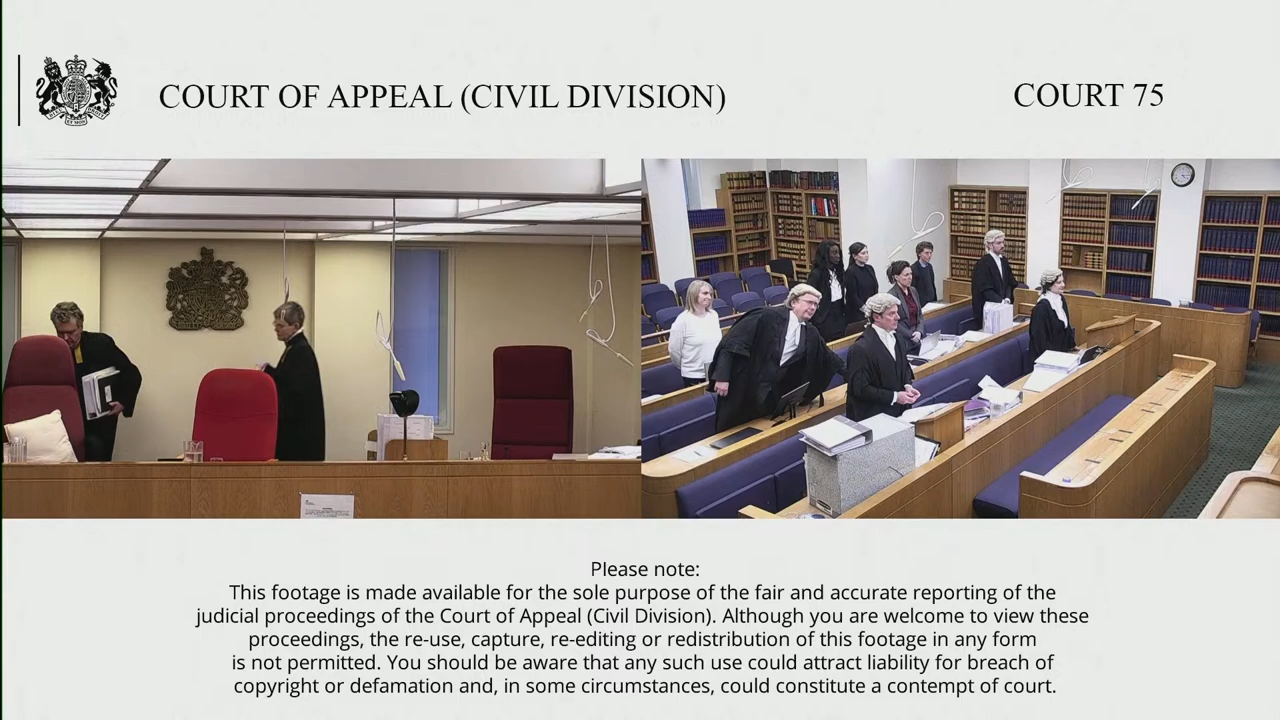 COURT OF APPEAL (CIVIL DIVISION)
COURT 75
Please note:
This footage is made available for the sole purpose of the fair and accurate reporting of the
judicial proceedings of the Court of Appeal (Civil Division). Although you are welcome to view these
proceedings, the re-use, capture, re-editing or redistribution of this footage in any form
is not permitted. You should be aware that any such use could attract liability for breach of
copyright or defamation and, in some circumstances, could constitute a contempt of court.